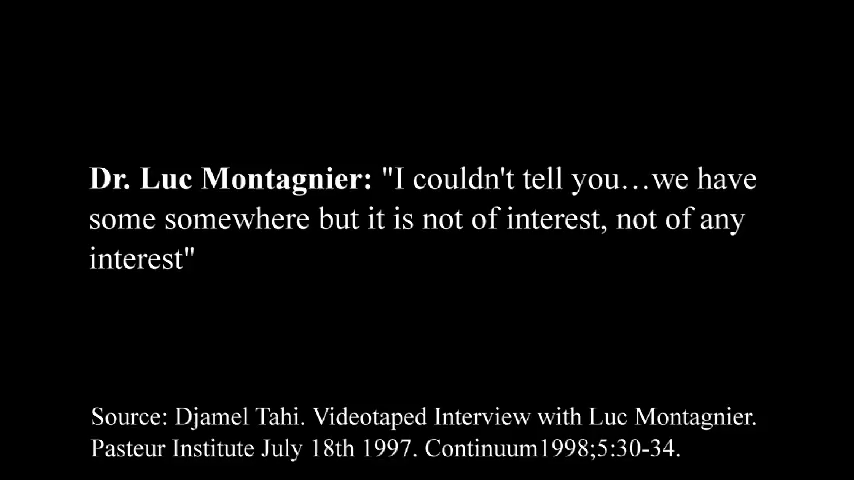 Dr. Luc Montagnier: "I couldn't tell you…we have
some somewhere but it is not of interest, not of any
interest"
Source: Djamel Tahi. Videotaped Interview with Luc Montagnier.
Pasteur Institute July 18th 1997. Continuum1998;5:30-34.